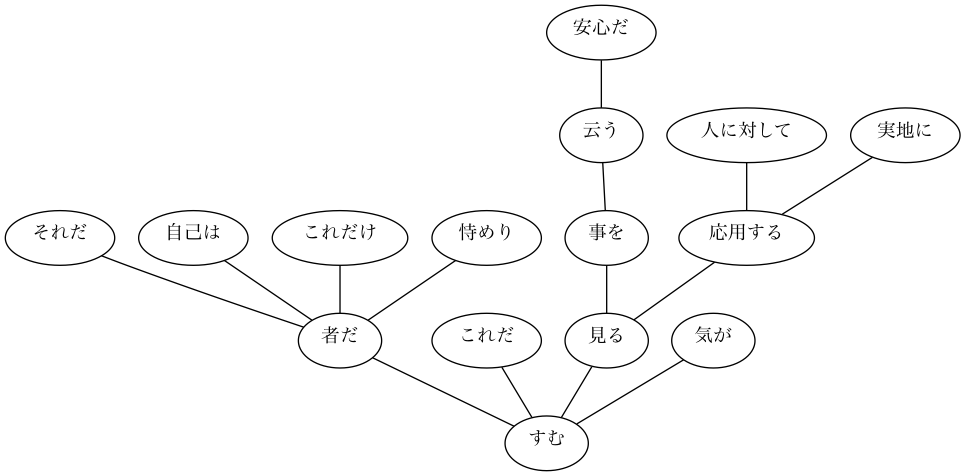 安心だ
云う
人に対して
実地に
それだ
自己は
これだけ
恃めり
事を
応用する
者だ
これだ
見る
気が
すむ